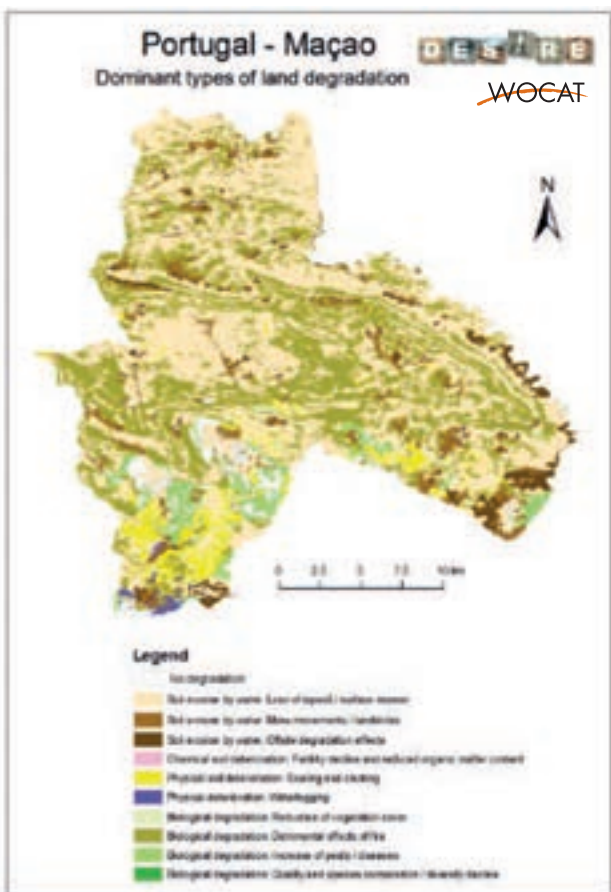 Portugal - Maçao
DESIRE
Dominant types of land degradation
WOCAT
N
0 2.5 5 7.5 10 km
Legend
No degradation
Soil erosion by water: Loss of topsoil / surface erosion
Soil erosion by water: Mass movements / landslides
Soil erosion by water: Offsite degradation effects
Chemical soil deterioration: Fertility decline and reduced organic matter content
Physical soil deterioration: Sealing and crusting
Physical deterioration: Waterlogging
Biological degradation: Reduction of vegetation cover
Biological degradation: Detrimental effects of fire
Biological degradation: Increase of pests / diseases
Biological degradation: Quality and species composition / diversity decline